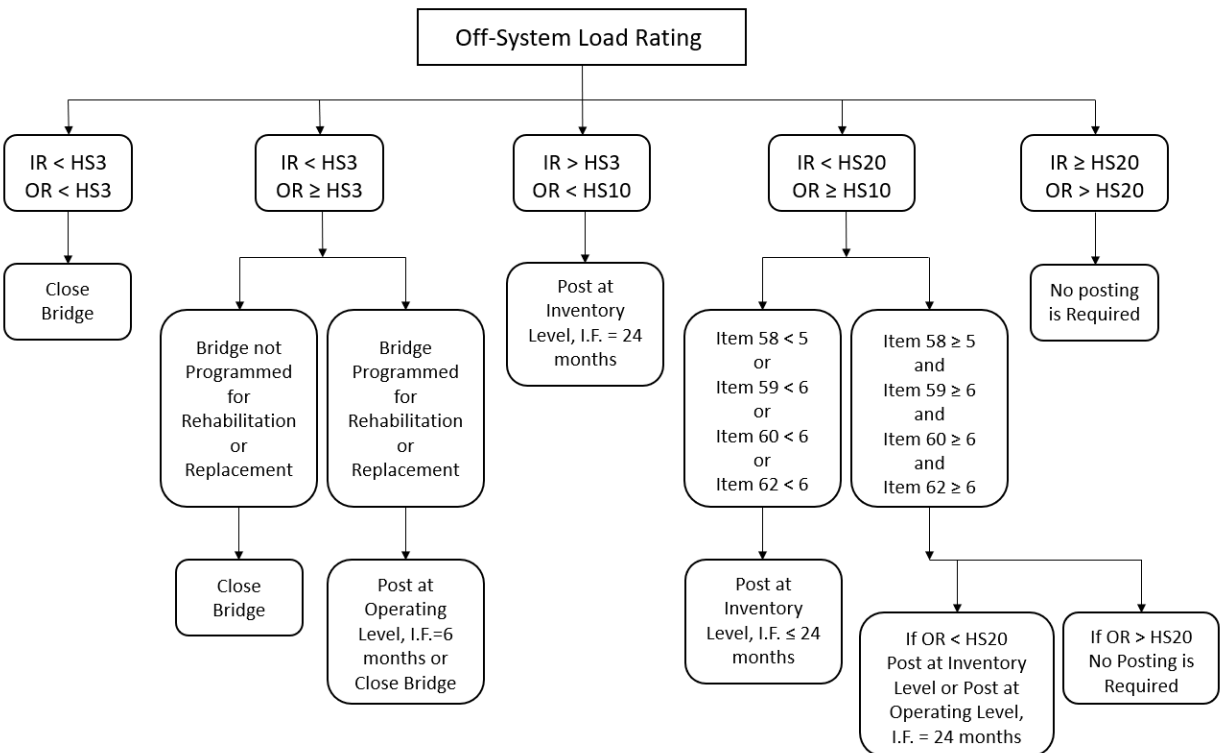 Off-System Load Rating
IR < HS3
OR < HS3
IR < HS3
OR ≥ HS3
IR > HS3
OR < HS10
IR < HS20
OR ≥ HS10
IR ≥ HS20
OR > HS20
Close
Bridge
Bridge not
Programmed
for
Rehabilitation
or
Replacement
Bridge
Programmed
for
Rehabilitation
or
Replacement
Post at
Inventory
Level, I.F. = 24
months
Item 58 < 5
or
Item 59 < 6
or
Item 60 < 6
or
Item 62 < 6
Item 58 ≥ 5
and
Item 59 ≥ 6
and
Item 60 ≥ 6
and
Item 62 ≥ 6
No posting
is Required
Close
Bridge
Post at
Operating
Level, I.F.=6
months or
Close Bridge
Post at
Inventory
Level, I.F. ≤ 24
months
If OR < HS20
Post at Inventory
Level or Post at
Operating Level,
I.F. = 24 months
If OR > HS20
No Posting is
Required